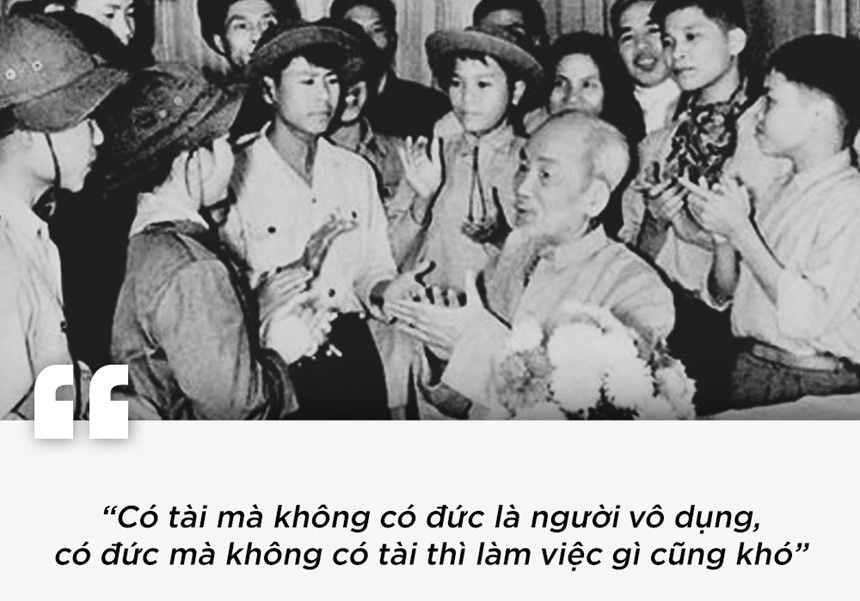 “Có tài mà không có đức là người vô dụng,
có đức mà không có tài thì làm việc gì cũng khó”